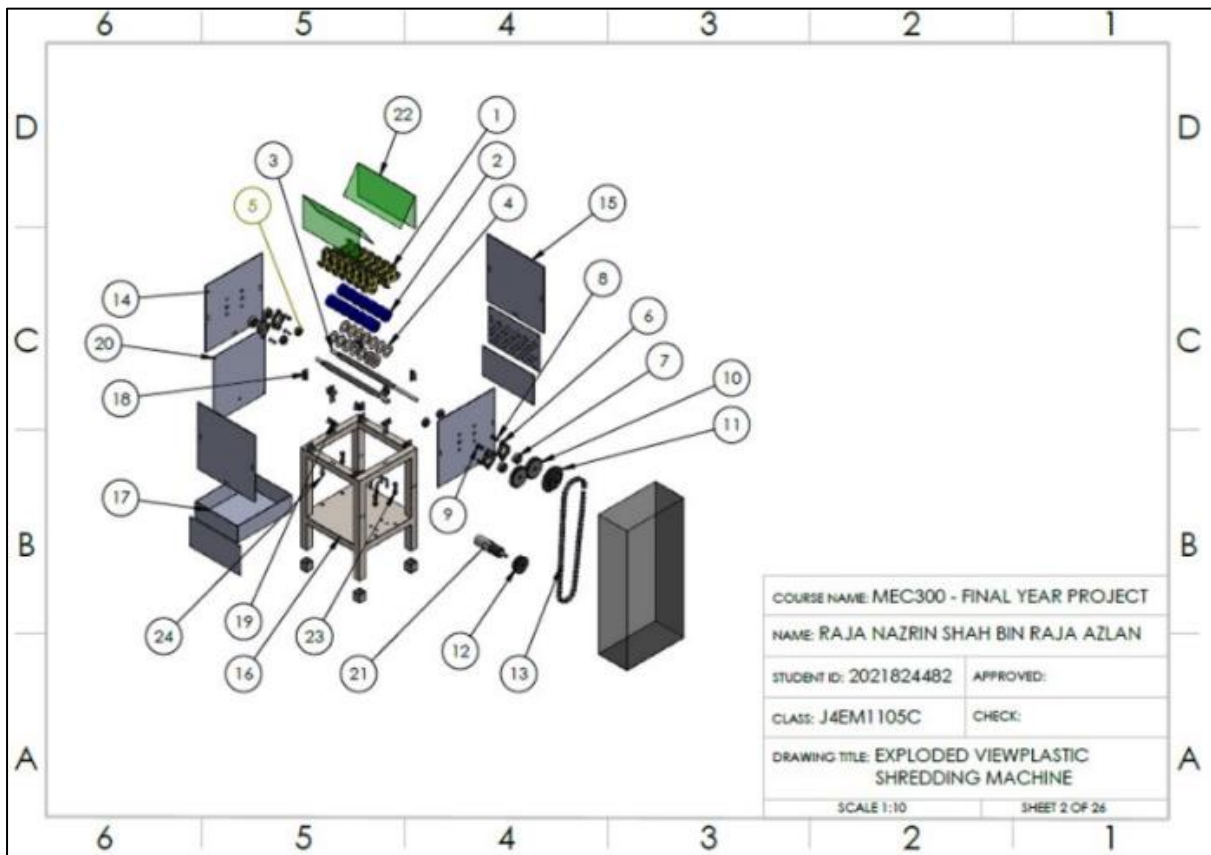 6 5 4 3 2 1
D D
C C
B B
A A
22
1
3
2
5
4
15
14
8
6
20
7
18
10
11
17
9
24
19
23
21
12
13
16
COURSE NAME: MEC300 - FINAL YEAR PROJECT
NAME: RAJA NAZRIN SHAH BIN RAJA AZLAN
STUDENT ID: 2021824482 APPROVED:
CLASS: J4EM1105C CHECK:
DRAWING TITLE: EXPLODED VIEWPLASTIC
SHREDDING MACHINE
SCALE 1:10 SHEET 2 OF 26
6 5 4 3 2 1